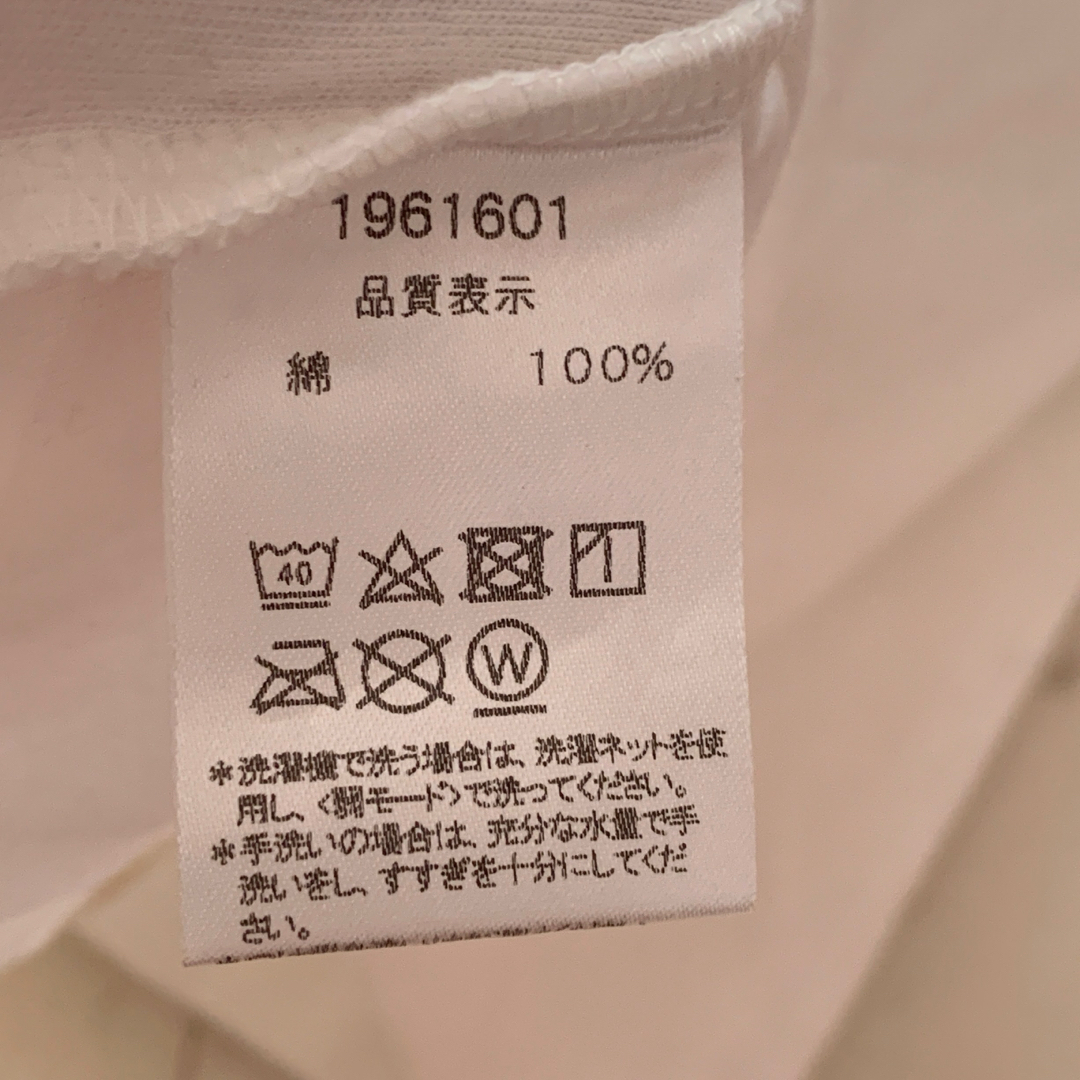 1961601
品質表示
綿 100%
40
W
*洗濯機で洗う場合は、洗濯ネットを使
用し、<弱モード>で洗ってください。
*手洗いの場合は、充分な水量で手
洗いをし、すすぎを十分にしてくだ
さい。